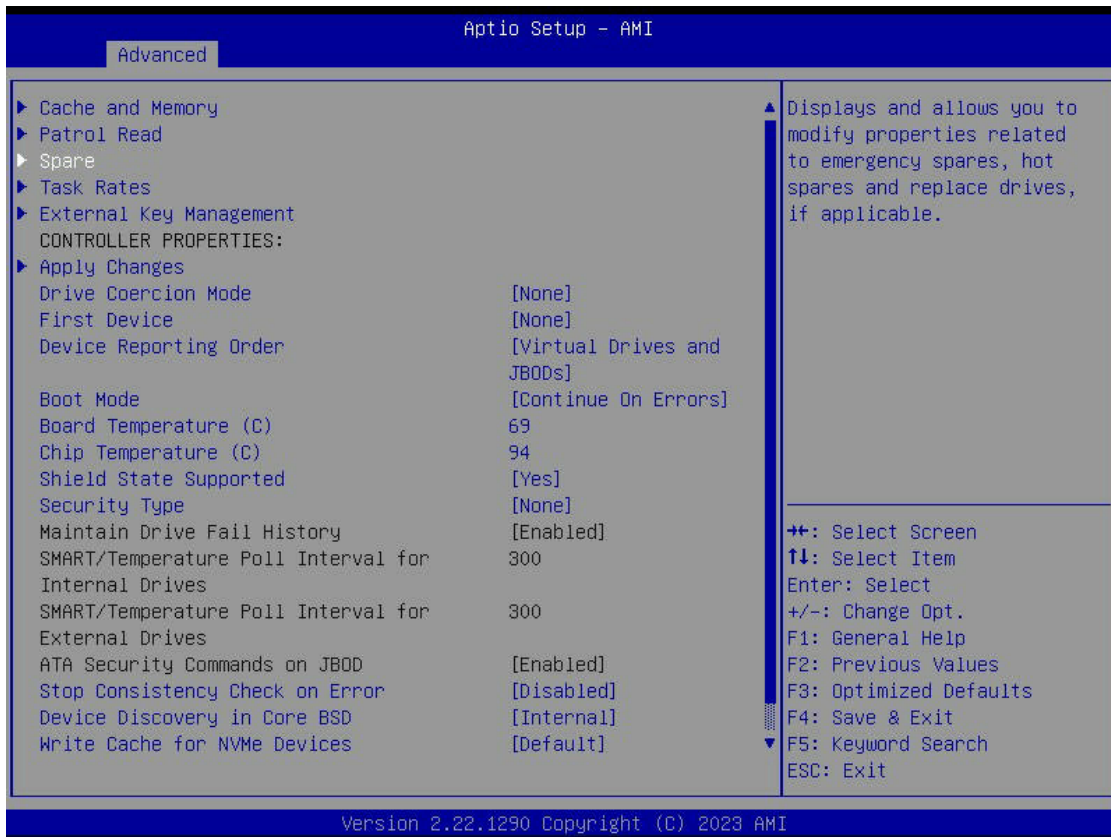 Aptio Setup – AMI
Advanced
Cache and Memory
Patrol Read
Spare
Task Rates
External Key Management
CONTROLLER PROPERTIES:
Apply Changes
Drive Coercion Mode [None]
First Device [None]
Device Reporting Order [Virtual Drives and
JBODs]
Boot Mode [Continue On Errors]
Board Temperature (C) 69
Chip Temperature (C) 94
Shield State Supported [Yes]
Security Type [None]
Maintain Drive Fail History [Enabled]
SMART/Temperature Poll Interval for 300
Internal Drives
SMART/Temperature Poll Interval for 300
External Drives
ATA Security Commands on JBOD [Enabled]
Stop Consistency Check on Error [Disabled]
Device Discovery in Core BSD [Internal]
Write Cache for NVMe Devices [Default]
Displays and allows you to
modify properties related
to emergency spares, hot
spares and replace drives,
if applicable.
→←: Select Screen
↑↓: Select Item
Enter: Select
+/-: Change Opt.
F1: General Help
F2: Previous Values
F3: Optimized Defaults
F4: Save & Exit
F5: Keyword Search
ESC: Exit
Version 2.22.1290 Copyright (C) 2023 AMI